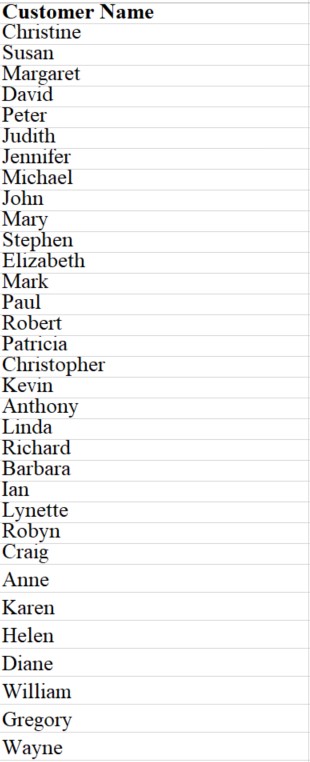 Customer Name
Christine
Susan
Margaret
David
Peter
Judith
Jennifer
Michael
John
Mary
Stephen
Elizabeth
Mark
Paul
Robert
Patricia
Christopher
Kevin
Anthony
Linda
Richard
Barbara
Ian
Lynette
Robyn
Craig
Anne
Karen
Helen
Diane
William
Gregory
Wayne